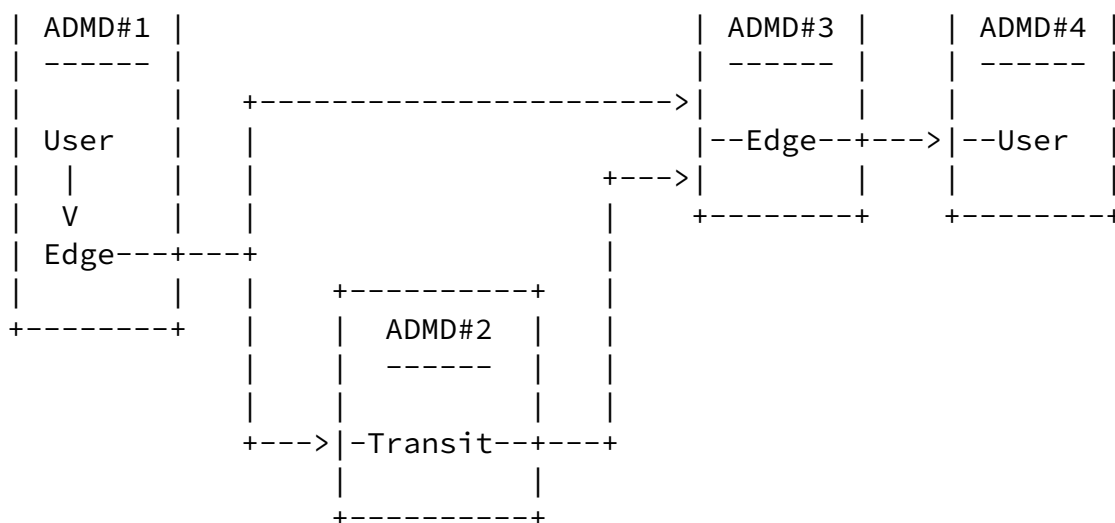 |  ADMD#1 |                                   |  ADMD#3 |     |  ADMD#4 |
|  ------ |                                   |  ------ |     |  ------ |
|         |    +----------------------->|         |     |         |
|  User   |    |                        |--Edge--+--->|--User   |
|   |     |    |                   +--->|         |     |         |
|   V     |    |                   |    +--------+     +--------+
|  Edge---+---+                   |
|         |    |     +----------+   |
+--------+    |     |  ADMD#2  |   |
              |     |  ------  |   |
              |     |          |   |
              +--->|-Transit--+---+
                    |          |
                    +----------+